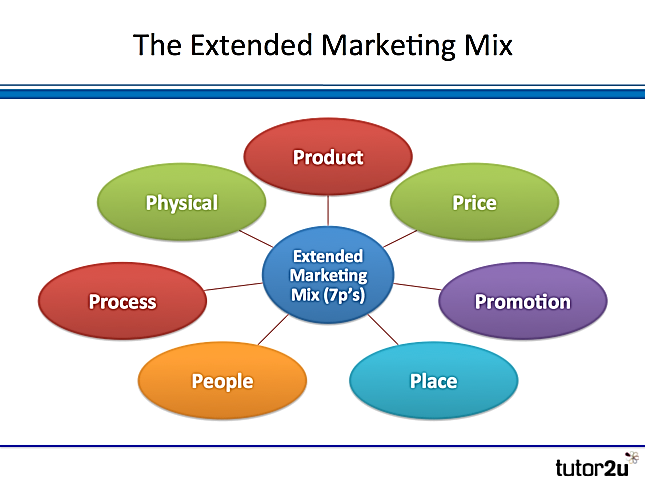 The Extended Marketing Mix
Product
Physical
Price
Extended
Marketing
Mix (7p's)
Process
Promotion
People
Place
tutor2u